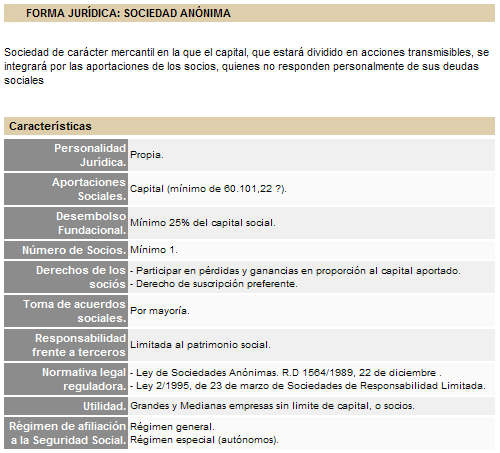 FORMA JURÍDICA: SOCIEDAD ANÓNIMA
Sociedad de carácter mercantil en la que el capital, que estará dividido en acciones transmisibles, se
integrará por las aportaciones de los socios, quienes no responden personalmente de sus deudas
sociales
Características
Personalidad
Jurídica.
Propia.
Aportaciones
Sociales.
Capital (mínimo de 60.101,22 ?).
Desembolso
Fundacional.
Mínimo 25% del capital social.
Número de Socios.
Mínimo 1.
Derechos de los
sociós
- Participar en pérdidas y ganancias en proporción al capital aportado.
- Derecho de suscripción preferente.
Toma de acuerdos
sociales.
Por mayoría.
Responsabilidad
frente a terceros
Limitada al patrimonio social.
Normativa legal
reguladora.
- Ley de Sociedades Anónimas. R.D 1564/1989, 22 de diciembre .
- Ley 2/1995, de 23 de marzo de Sociedades de Responsabilidad Limitada.
Utilidad.
Grandes y Medianas empresas sin limite de capital, o socios.
Régimen de afiliación
a la Seguridad Social.
Régimen general.
Régimen especial (autónomos).